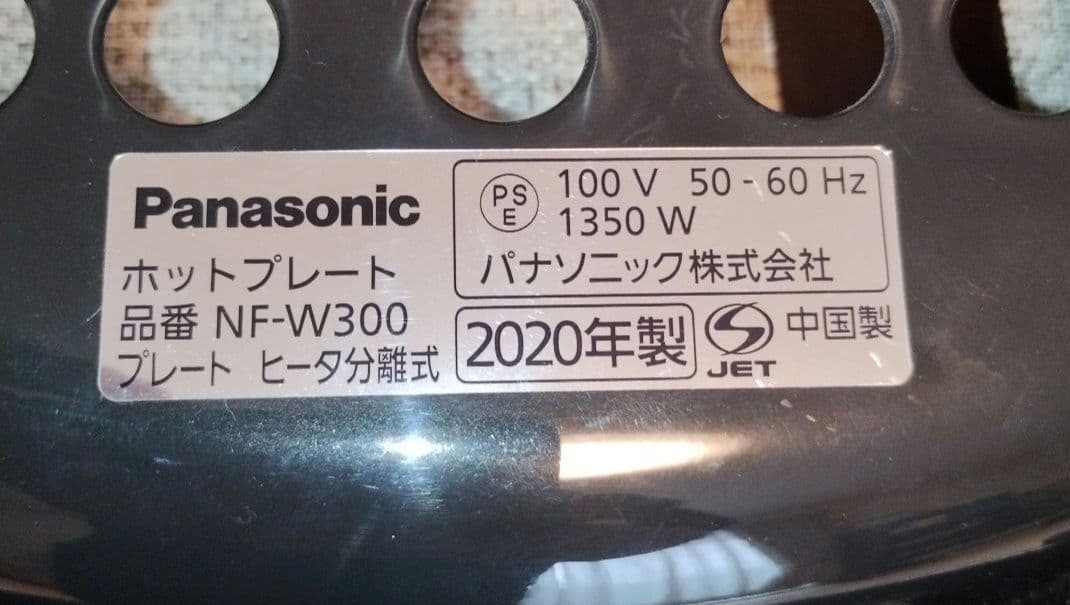 Panasonic
ホットプレート
品番 NF-W300
プレート ヒータ分離式
PS
E
100 V 50 - 60 Hz
1350 W
パナソニック株式会社
2020年製
JET
中国製